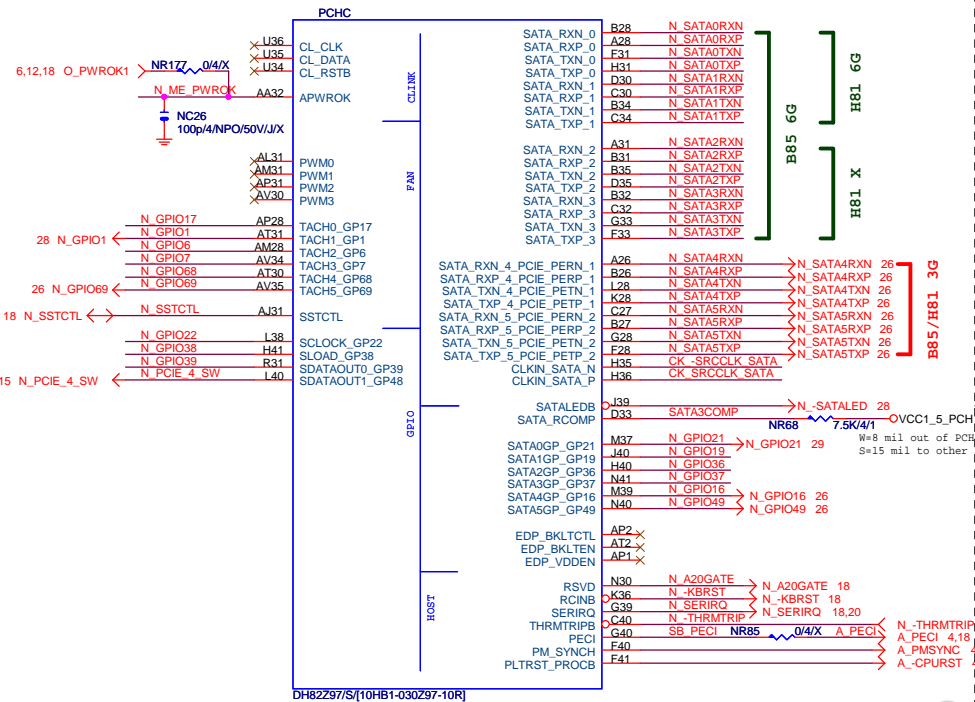 PCHC
6,12,18 O_PWROK1
NR177 0/4/X
N_ME_PWROK
NC26
100p/4/NPO/50V/J/X
U36 CL_CLK
U35 CL_DATA
U34 CL_RSTB
AA32 APWROK
CLINK
AL31 PWM0
AM31 PWM1
AP31 PWM2
AV30 PWM3
FAN
N_GPIO17 AP28 TACH0_GP17
28 N_GPIO1 N_GPIO1 AT31 TACH1_GP1
N_GPIO6 AM28 TACH2_GP6
N_GPIO7 AV34 TACH3_GP7
N_GPIO68 AT30 TACH4_GP68
26 N_GPIO69 N_GPIO69 AV35 TACH5_GP69
18 N_SSTCTL N_SSTCTL AJ31 SSTCTL
N_GPIO22 L38 SCLOCK_GP22
N_GPIO38 H41 SLOAD_GP38
N_GPIO39 R31 SDATAOUT0_GP39
15 N_PCIE_4_SW N_PCIE_4_SW L40 SDATAOUT1_GP48
GPIO
HOST
SATA_RXN_0 B28 N_SATA0RXN
SATA_RXP_0 A28 N_SATA0RXP
SATA_TXN_0 F31 N_SATA0TXN
SATA_TXP_0 H31 N_SATA0TXP
SATA_RXN_1 D30 N_SATA1RXN
SATA_RXP_1 C30 N_SATA1RXP
SATA_TXN_1 B34 N_SATA1TXN
SATA_TXP_1 C34 N_SATA1TXP
H81 6G
B85 6G
SATA_RXN_2 A31 N_SATA2RXN
SATA_RXP_2 B31 N_SATA2RXP
SATA_TXN_2 B35 N_SATA2TXN
SATA_TXP_2 D35 N_SATA2TXP
SATA_RXN_3 B32 N_SATA3RXN
SATA_RXP_3 C32 N_SATA3RXP
SATA_TXN_3 G33 N_SATA3TXN
SATA_TXP_3 F33 N_SATA3TXP
H81 X
SATA_RXN_4_PCIE_PERN_1 A26 N_SATA4RXN N_SATA4RXN 26
SATA_RXP_4_PCIE_PERP_1 B26 N_SATA4RXP N_SATA4RXP 26
SATA_TXN_4_PCIE_PETN_1 L28 N_SATA4TXN N_SATA4TXN 26
SATA_TXP_4_PCIE_PETP_1 K28 N_SATA4TXP N_SATA4TXP 26
SATA_RXN_5_PCIE_PERN_2 C27 N_SATA5RXN N_SATA5RXN 26
SATA_RXP_5_PCIE_PERP_2 B27 N_SATA5RXP N_SATA5RXP 26
SATA_TXN_5_PCIE_PETN_2 G28 N_SATA5TXN N_SATA5TXN 26
SATA_TXP_5_PCIE_PETP_2 F28 N_SATA5TXP N_SATA5TXP 26
B85/H81 3G
CLKIN_SATA_N H35 CK_-SRCCLK_SATA
CLKIN_SATA_P H36 CK_SRCCLK_SATA
SATALEDB J39 N_-SATALED 28
SATA_RCOMP D33 SATA3COMP NR68 7.5K/4/1 VCC1_5_PCH
W=8 mil out of PCH
S=15 mil to other
SATA0GP_GP21 M37 N_GPIO21 N_GPIO21 29
SATA1GP_GP19 J40 N_GPIO19
SATA2GP_GP36 H40 N_GPIO36
SATA3GP_GP37 N41 N_GPIO37
SATA4GP_GP16 M39 N_GPIO16 N_GPIO16 26
SATA5GP_GP49 N40 N_GPIO49 N_GPIO49 26
EDP_BKLTCTL AP2
EDP_BKLTEN AT2
EDP_VDDEN AP1
RSVD N30 N_A20GATE N_A20GATE 18
RCINB K36 N_-KBRST N_-KBRST 18
SERIRQ G39 N_SERIRQ N_SERIRQ 18,20
THRMTRIPB C40 N_-THRMTRIP N_-THRMTRIP
PECI G40 SB_PECI NR85 0/4/X A_PECI A_PECI 4,18
PM_SYNCH F40 A_PMSYNC 4
PLTRST_PROCB F41 A_-CPURST
DH82Z97/S/[10HB1-030Z97-10R]